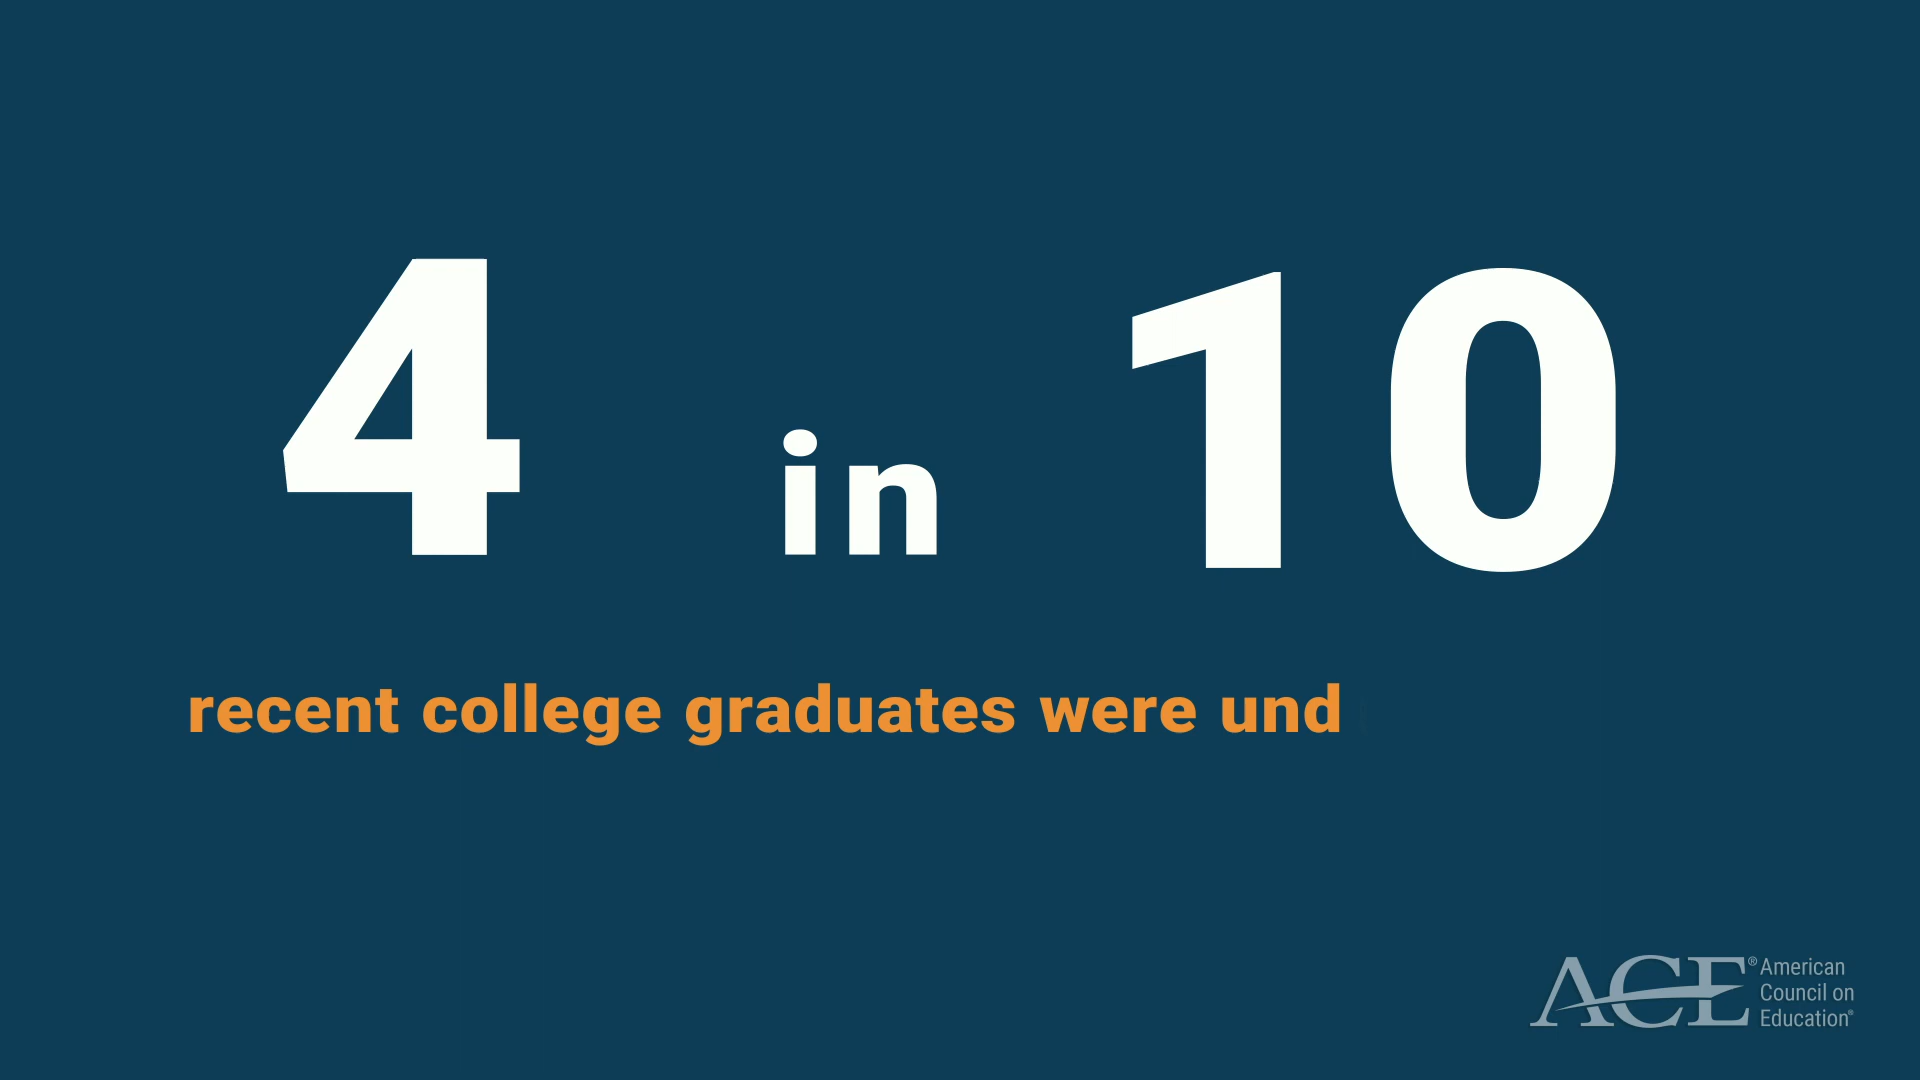 4 in 10
recent college graduates were und
ACE® American
Council on
Education®